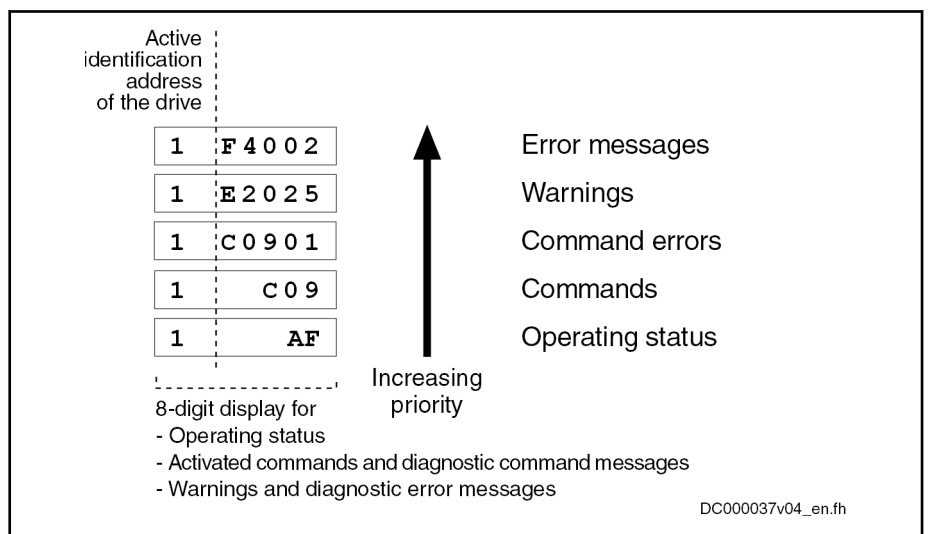 Active
identification
address
of the drive
1 F4002 Error messages
1 E2025 Warnings
1 C0901 Command errors
1 C09 Commands
1 AF Operating status
Increasing
priority
8-digit display for
- Operating status
- Activated commands and diagnostic command messages
- Warnings and diagnostic error messages
DC000037v04_en.fh